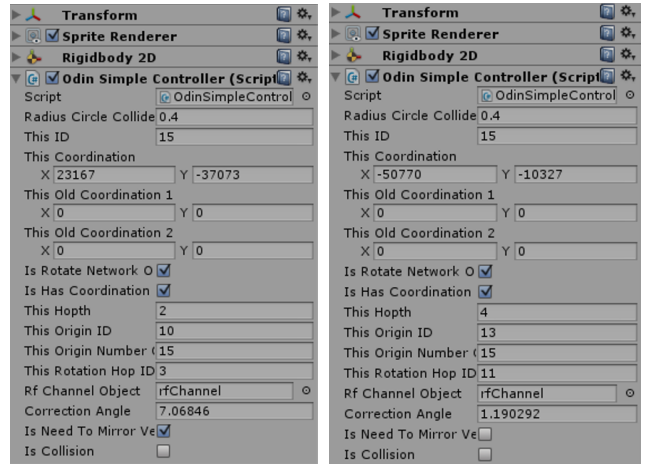 Transform
Sprite Renderer
Rigidbody 2D
Odin Simple Controller (Script
Script OdinSimpleControl
Radius Circle Collide 0.4
This ID 15
This Coordination
X 23167 Y -37073
This Old Coordination 1
X 0 Y 0
This Old Coordination 2
X 0 Y 0
Is Rotate Network O
Is Has Coordination
This Hopth 2
This Origin ID 10
This Origin Number ( 15
This Rotation Hop ID 3
Rf Channel Object rfChannel
Correction Angle 7.06846
Is Need To Mirror Ve
Is Collision
Transform
Sprite Renderer
Rigidbody 2D
Odin Simple Controller (Script
Script OdinSimpleControl
Radius Circle Collide 0.4
This ID 15
This Coordination
X -50770 Y -10327
This Old Coordination 1
X 0 Y 0
This Old Coordination 2
X 0 Y 0
Is Rotate Network O
Is Has Coordination
This Hopth 4
This Origin ID 13
This Origin Number ( 15
This Rotation Hop ID 11
Rf Channel Object rfChannel
Correction Angle 1.190292
Is Need To Mirror Ve
Is Collision